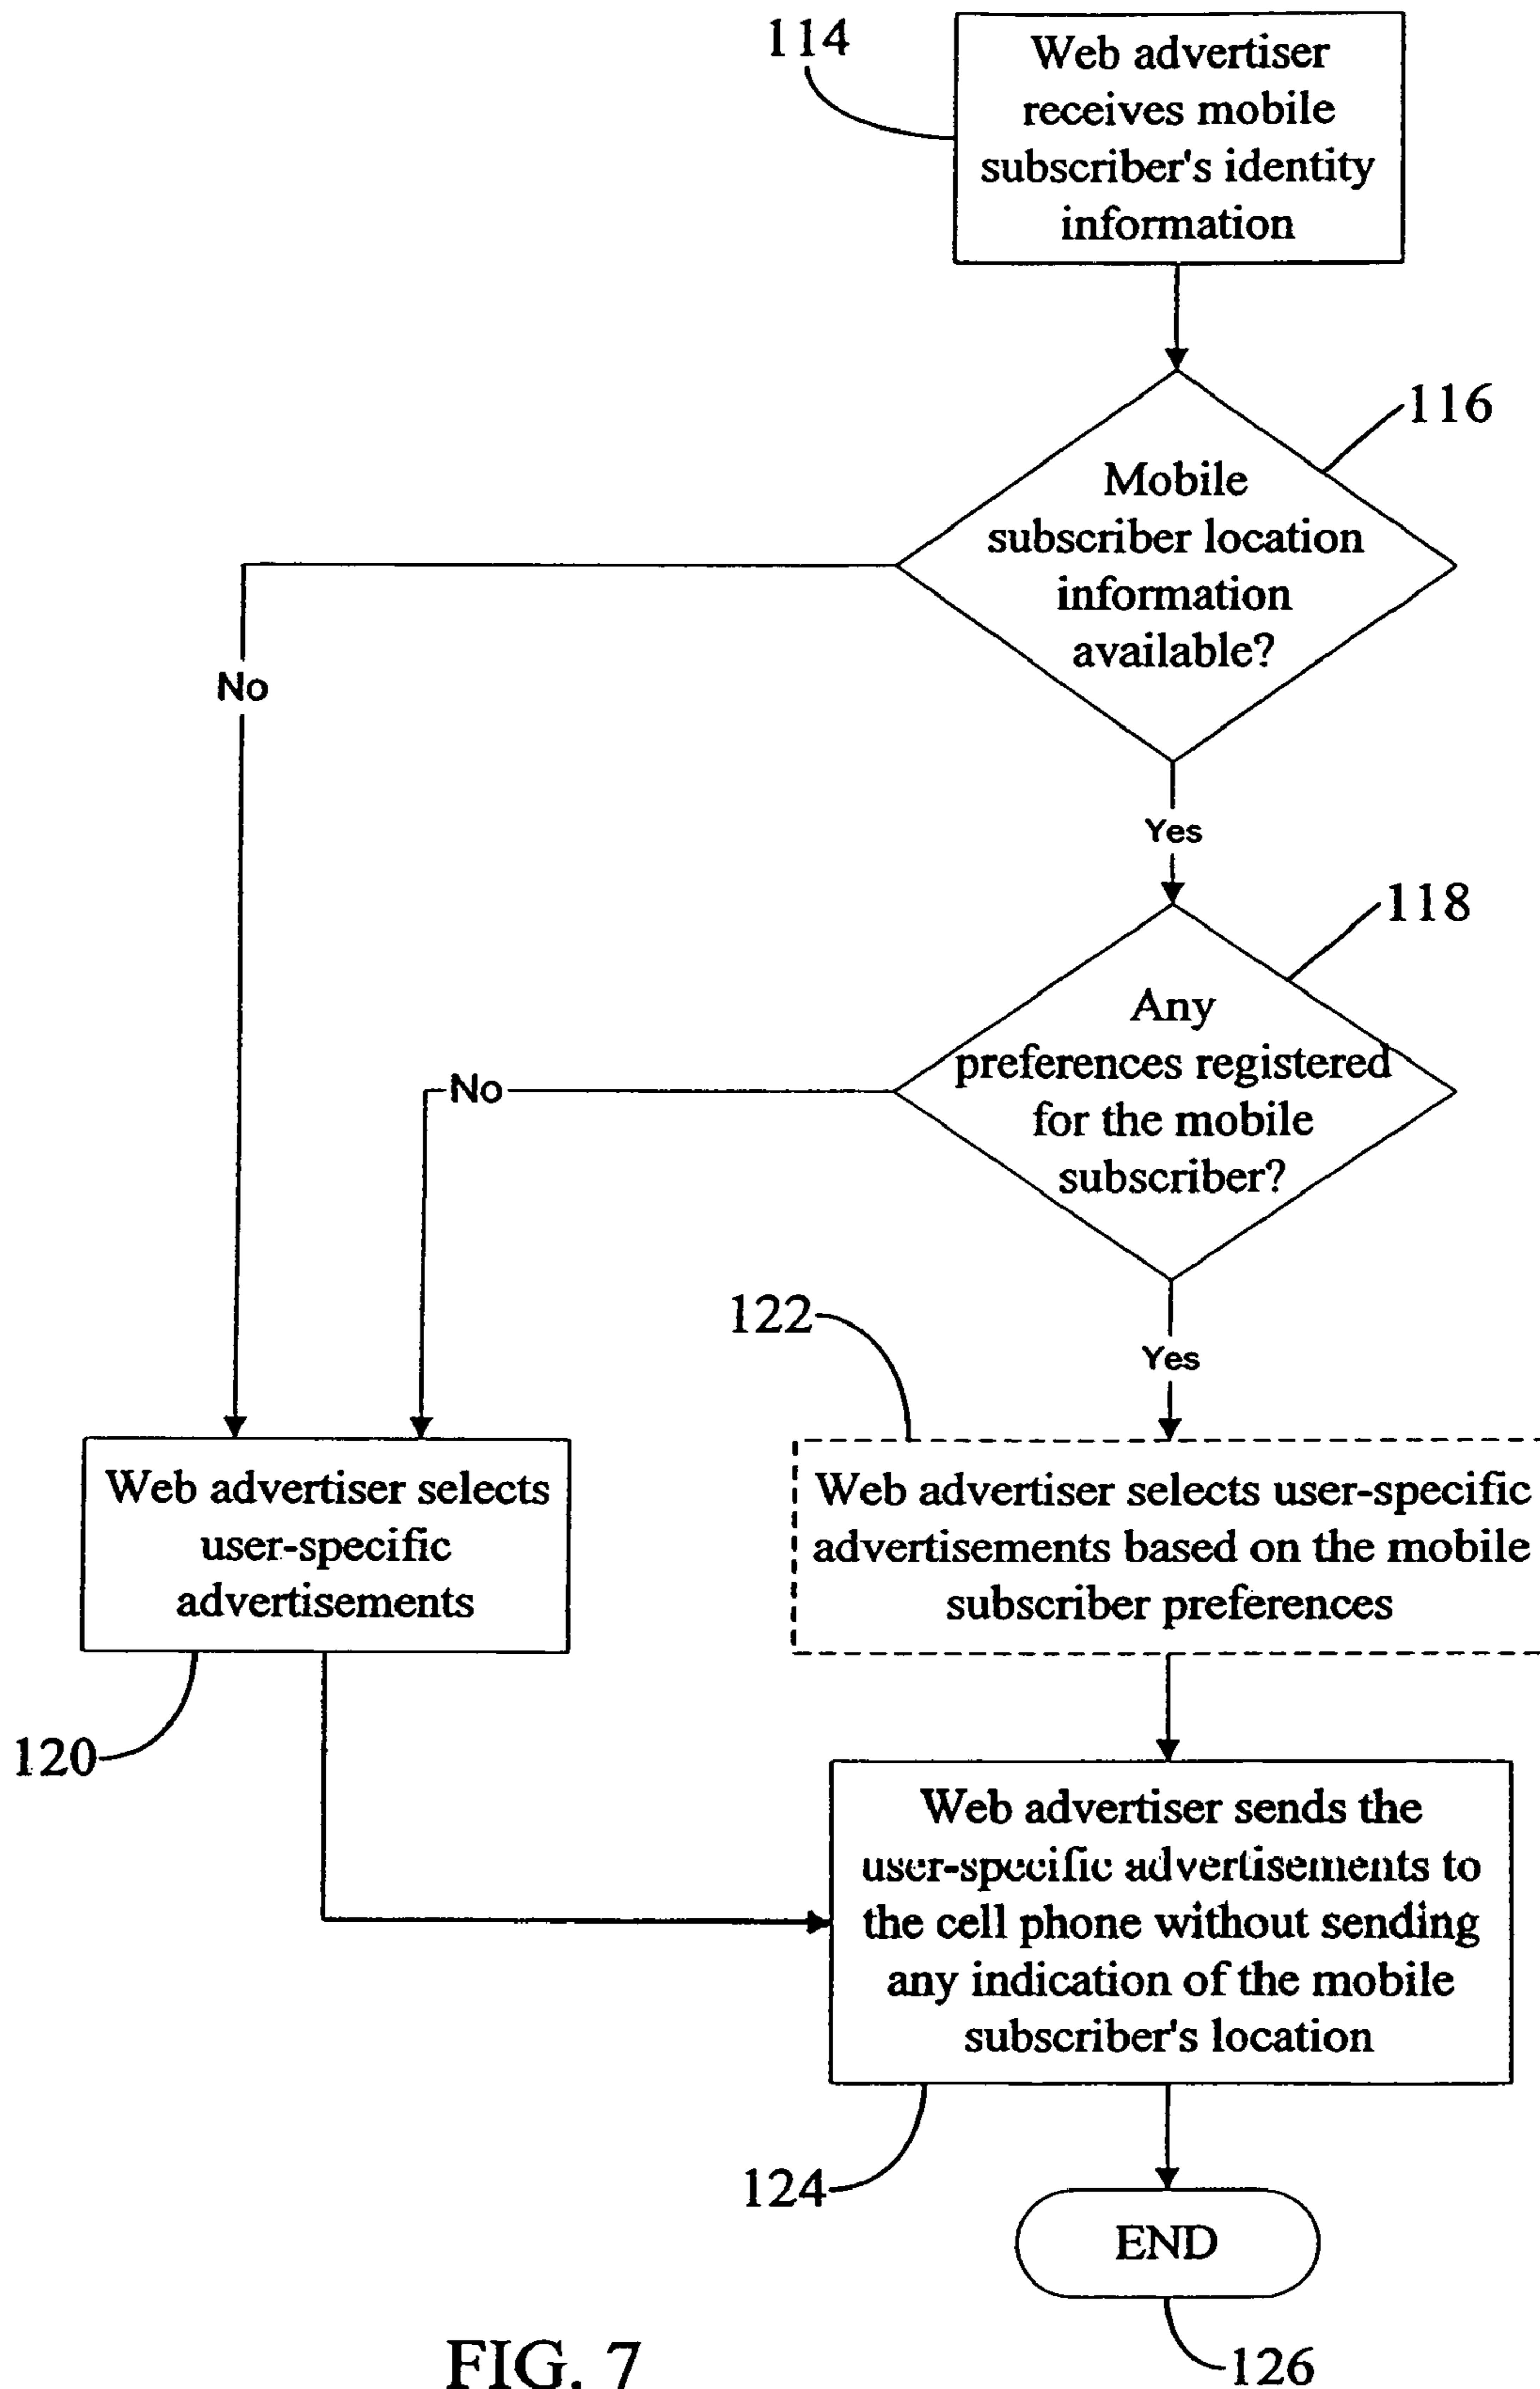 114
Web advertiser
receives mobile
subscriber's identity
information
116
Mobile
subscriber location
information
available?
No
Yes
118
Any
preferences registered
for the mobile
subscriber?
No
Yes
122
Web advertiser selects
user-specific
advertisements
Web advertiser selects user-specific
advertisements based on the mobile
subscriber preferences
120
Web advertiser sends the
user-specific advertisements to
the cell phone without sending
any indication of the mobile
subscriber's location
124
END
126
FIG. 7